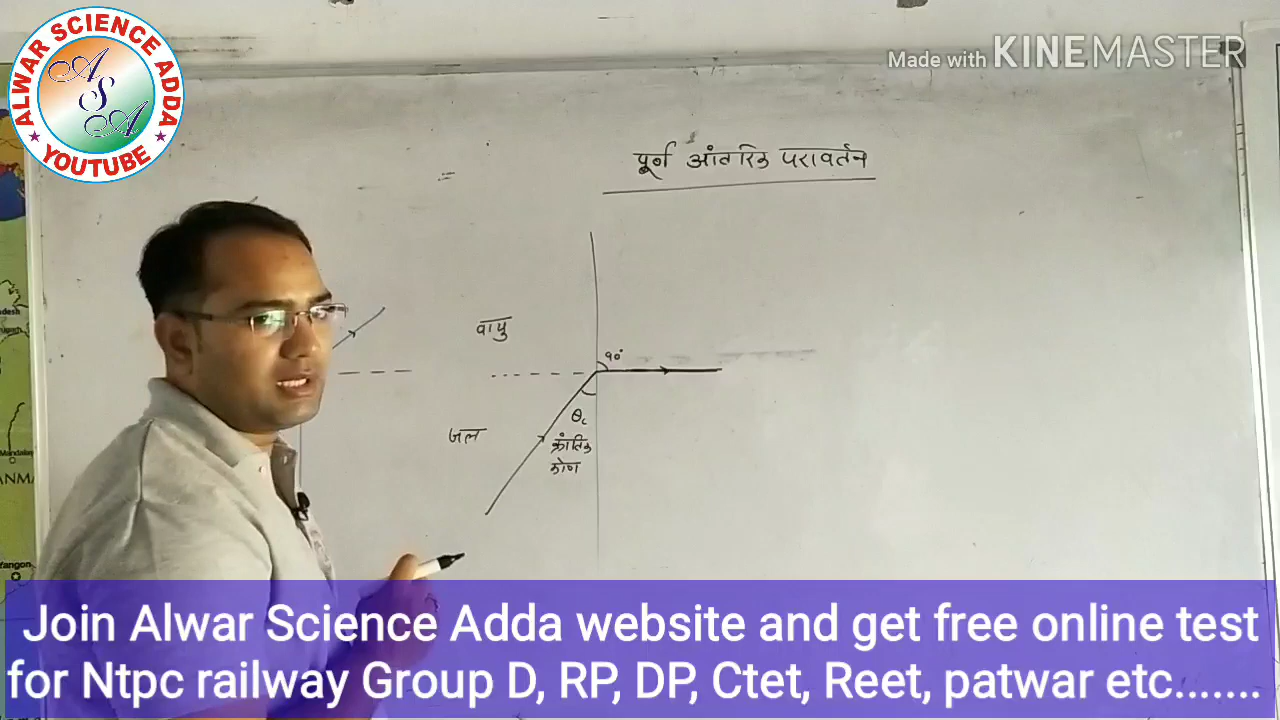 ALWAR SCIENCE ADDA
ASA
YOUTUBE
Made with KINEMASTER
पूर्ण आंतरिक परावर्तन
वायु
90°
जल
θc
क्रांतिक
कोण
Yangon
Join Alwar Science Adda website and get free online test
for Ntpc railway Group D, RP, DP, Ctet, Reet, patwar etc.......